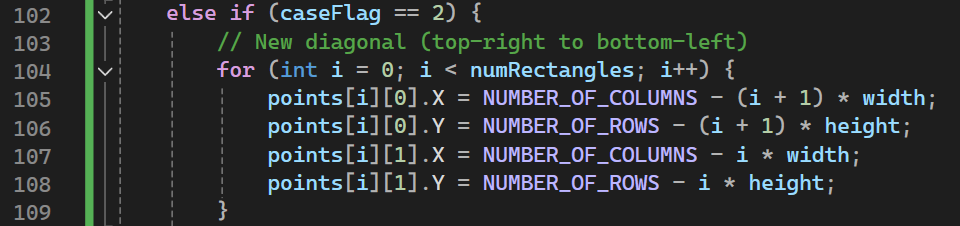 102 else if (caseFlag == 2) {
103 // New diagonal (top-right to bottom-left)
104 for (int i = 0; i < numRectangles; i++) {
105 points[i][0].X = NUMBER_OF_COLUMNS - (i + 1) * width;
106 points[i][0].Y = NUMBER_OF_ROWS - (i + 1) * height;
107 points[i][1].X = NUMBER_OF_COLUMNS - i * width;
108 points[i][1].Y = NUMBER_OF_ROWS - i * height;
109 }